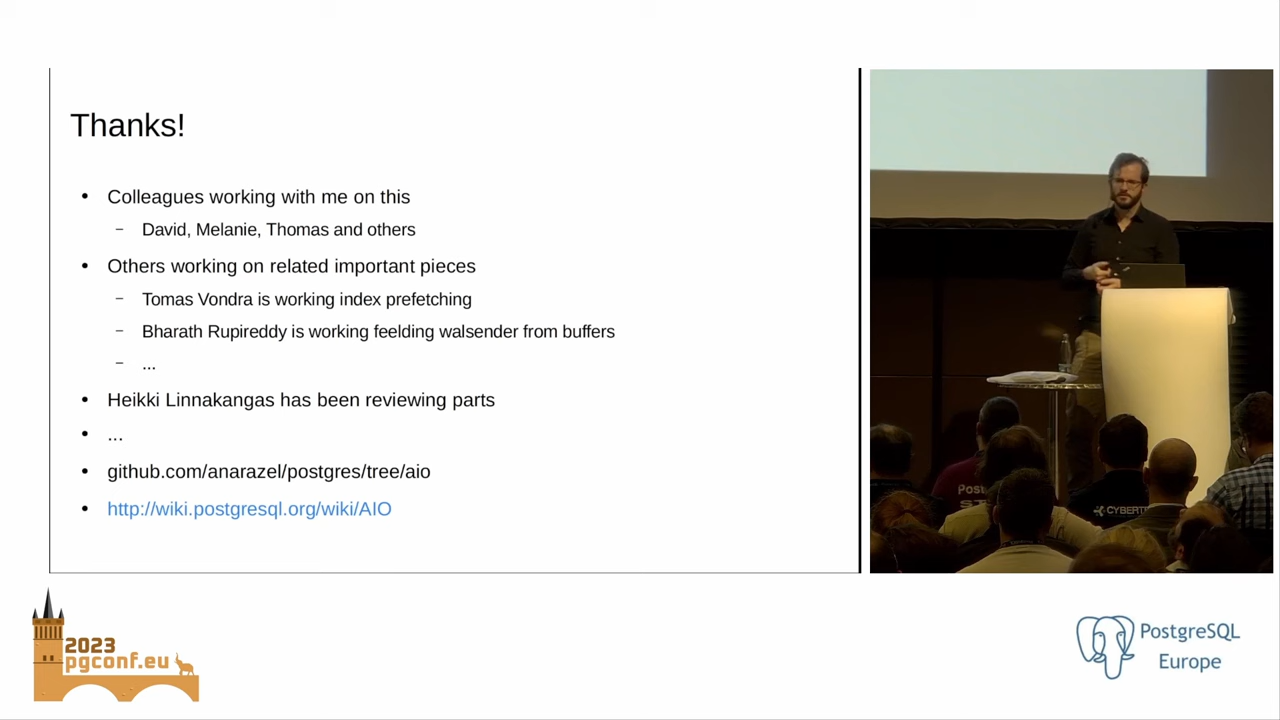 Thanks!
• Colleagues working with me on this
– David, Melanie, Thomas and others
• Others working on related important pieces
– Tomas Vondra is working index prefetching
– Bharath Rupireddy is working feelding walsender from buffers
– ...
• Heikki Linnakangas has been reviewing parts
• ...
• github.com/anarazel/postgres/tree/aio
• http://wiki.postgresql.org/wiki/AIO
2023
pgconf.eu
PostgreSQL
Europe